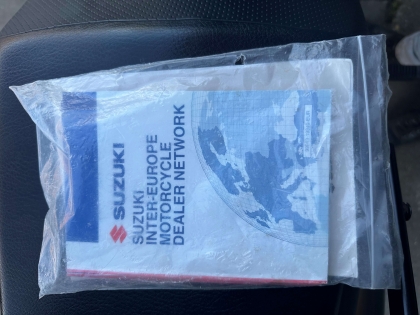 SUZUKI
SUZUKI
INTER-EUROPE
MOTORCYCLE
DEALER NETWORK